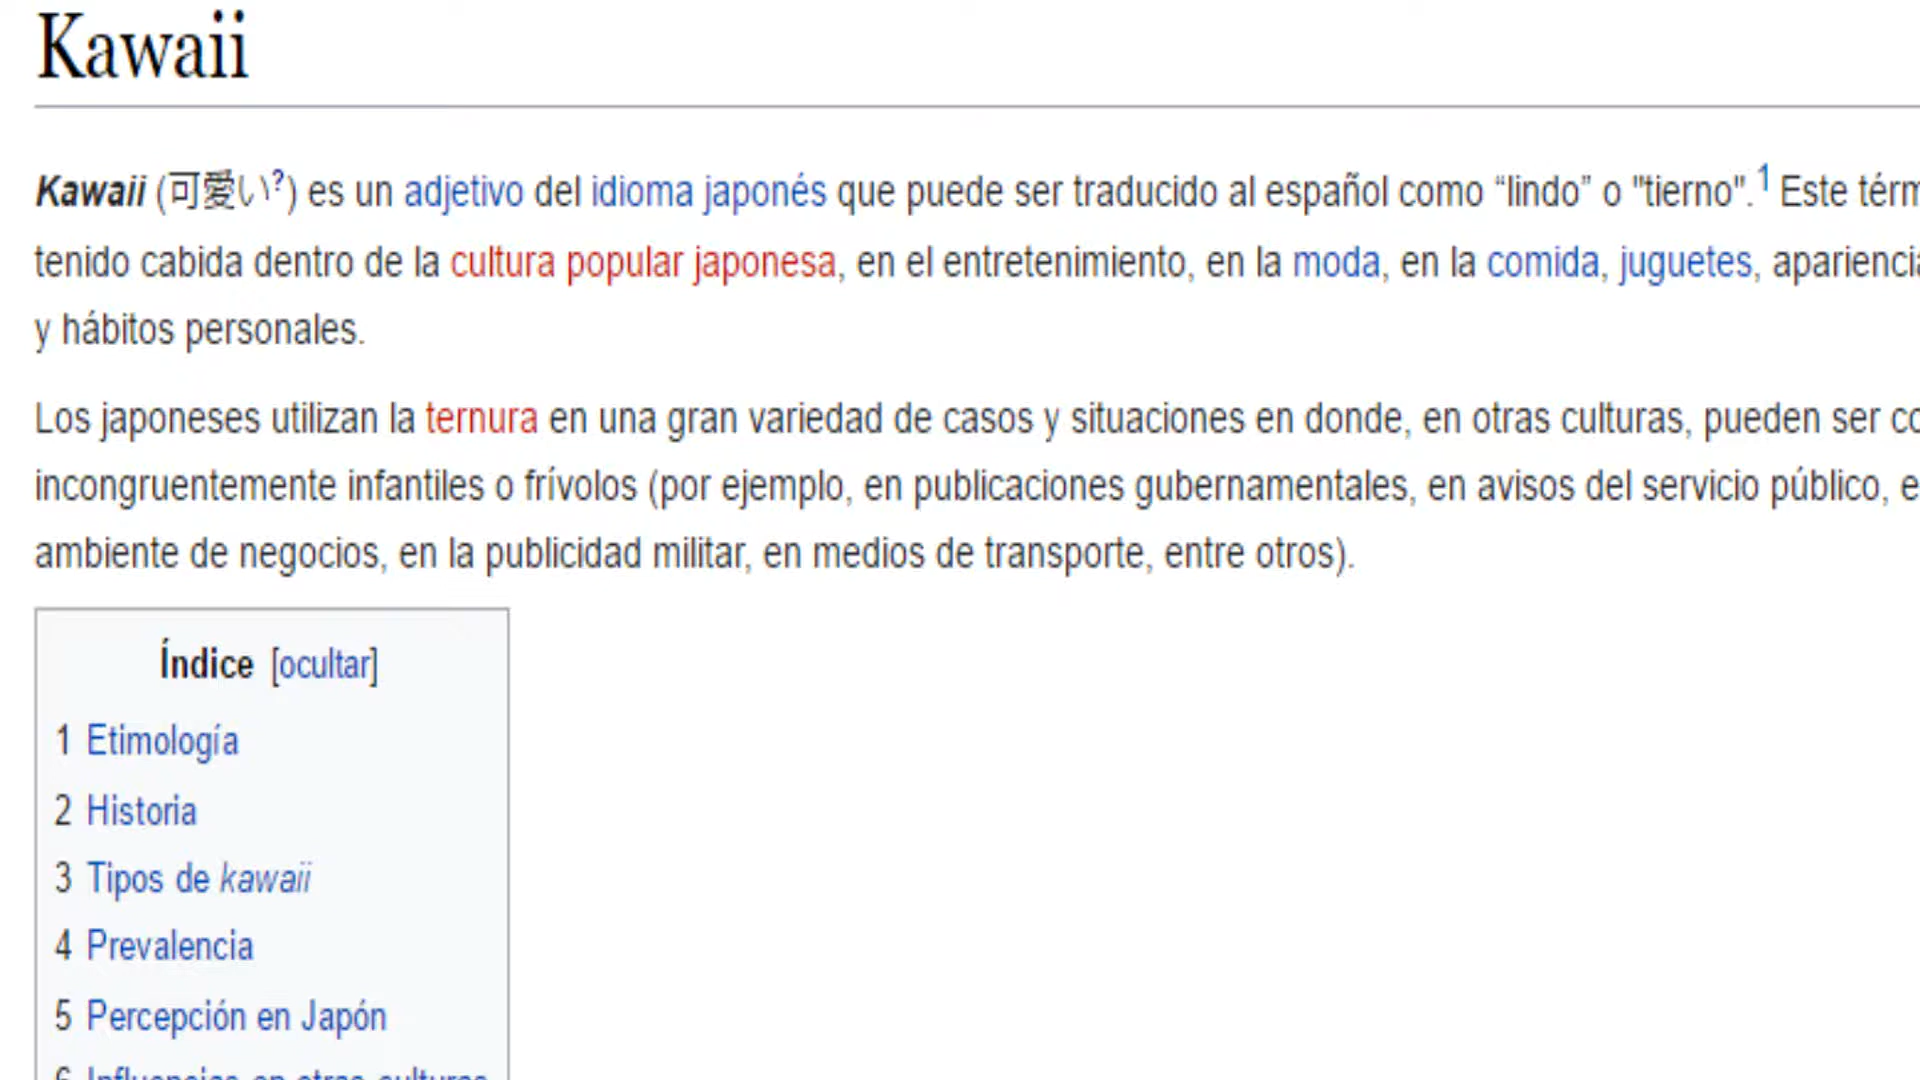 Kawaii
Kawaii (可愛い?) es un adjetivo del idioma japonés que puede ser traducido al español como “lindo” o "tierno".1 Este
tenido cabida dentro de la cultura popular japonesa, en el entretenimiento, en la moda, en la comida, juguetes,
y hábitos personales.
Los japoneses utilizan la ternura en una gran variedad de casos y situaciones en donde, en otras culturas, pueden ser
incongruentemente infantiles o frívolos (por ejemplo, en publicaciones gubernamentales, en avisos del servicio público,
ambiente de negocios, en la publicidad militar, en medios de transporte, entre otros).
Índice [ocultar]
1 Etimología
2 Historia
3 Tipos de kawaii
4 Prevalencia
5 Percepción en Japón
6 Influencias en otras culturas